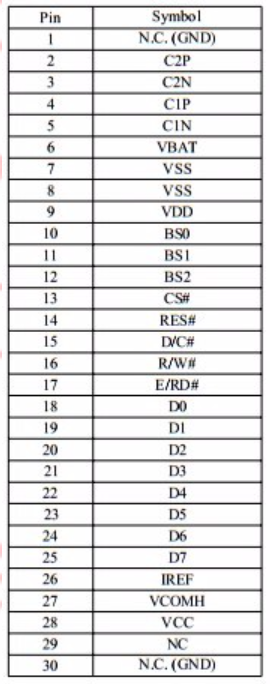 Pin Symbol
1 N.C. (GND)
2 C2P
3 C2N
4 C1P
5 C1N
6 VBAT
7 VSS
8 VSS
9 VDD
10 BS0
11 BS1
12 BS2
13 CS#
14 RES#
15 D/C#
16 R/W#
17 E/RD#
18 D0
19 D1
20 D2
21 D3
22 D4
23 D5
24 D6
25 D7
26 IREF
27 VCOMH
28 VCC
29 NC
30 N.C. (GND)